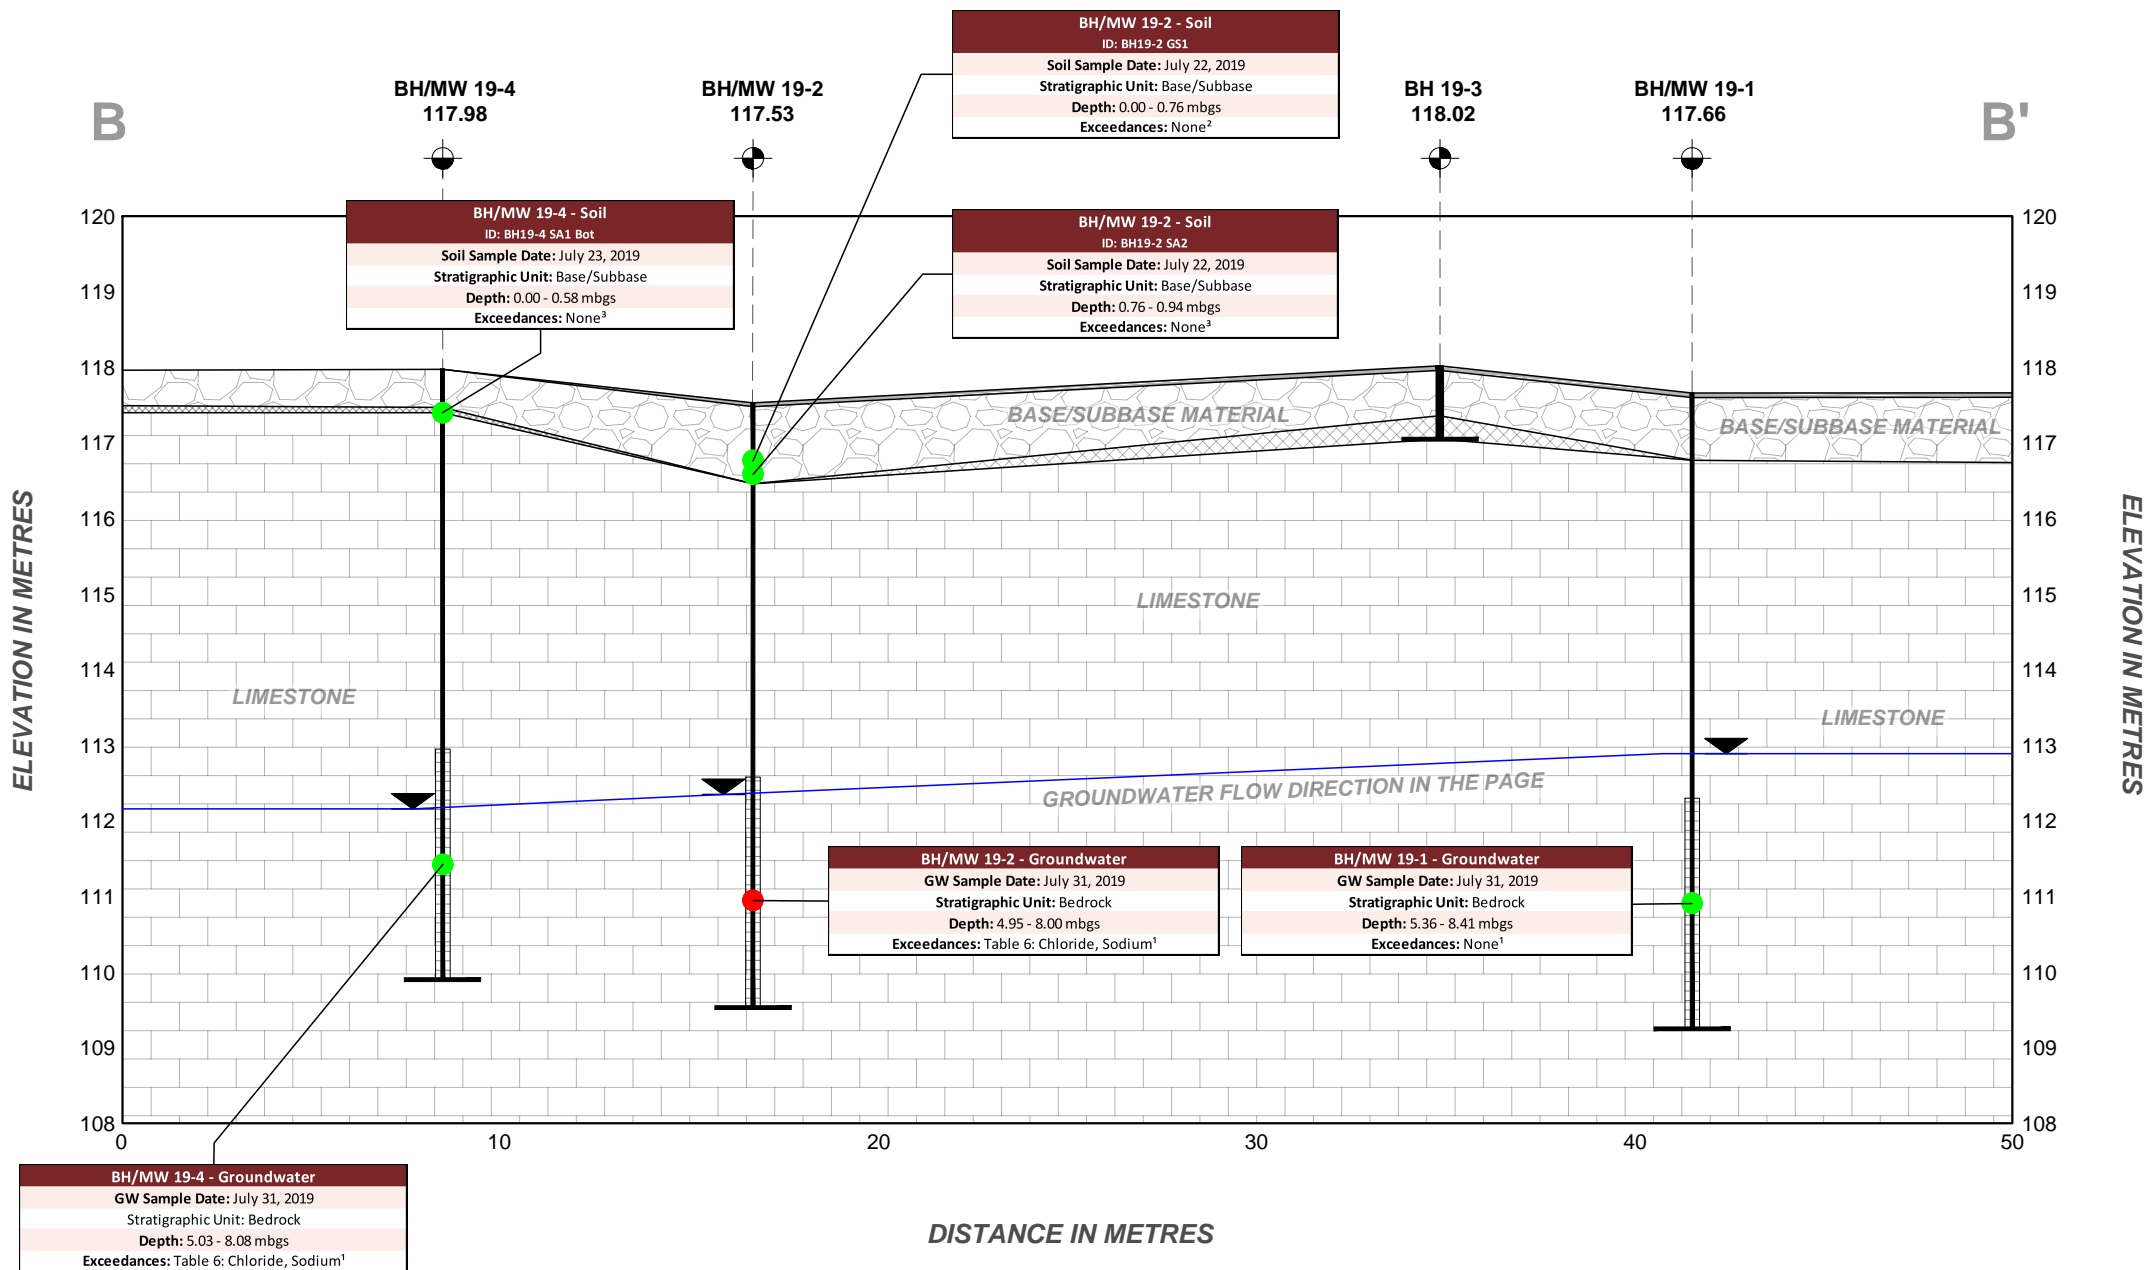 BH/MW 19-2 - Soil
ID: BH19-2 GS1
Soil Sample Date: July 22, 2019
Stratigraphic Unit: Base/Subbase
Depth: 0.00 - 0.76 mbgs
Exceedances: None²
B
BH/MW 19-4
117.98
BH/MW 19-2
117.53
BH 19-3
118.02
BH/MW 19-1
117.66
B'
BH/MW 19-4 - Soil
ID: BH19-4 SA1 Bot
Soil Sample Date: July 23, 2019
Stratigraphic Unit: Base/Subbase
Depth: 0.00 - 0.58 mbgs
Exceedances: None³
BH/MW 19-2 - Soil
ID: BH19-2 SA2
Soil Sample Date: July 22, 2019
Stratigraphic Unit: Base/Subbase
Depth: 0.76 - 0.94 mbgs
Exceedances: None³
ELEVATION IN METRES
120
119
118
117
116
115
114
113
112
111
110
109
108
BASE/SUBBASE MATERIAL
BASE/SUBBASE MATERIAL
LIMESTONE
LIMESTONE
LIMESTONE
GROUNDWATER FLOW DIRECTION IN THE PAGE
BH/MW 19-2 - Groundwater
GW Sample Date: July 31, 2019
Stratigraphic Unit: Bedrock
Depth: 4.95 - 8.00 mbgs
Exceedances: Table 6: Chloride, Sodium¹
BH/MW 19-1 - Groundwater
GW Sample Date: July 31, 2019
Stratigraphic Unit: Bedrock
Depth: 5.36 - 8.41 mbgs
Exceedances: None¹
120
119
118
117
116
115
114
113
112
111
110
109
108
ELEVATION IN METRES
0
10
20
30
40
50
BH/MW 19-4 - Groundwater
GW Sample Date: July 31, 2019
Stratigraphic Unit: Bedrock
Depth: 5.03 - 8.08 mbgs
Exceedances: Table 6: Chloride, Sodium¹
DISTANCE IN METRES